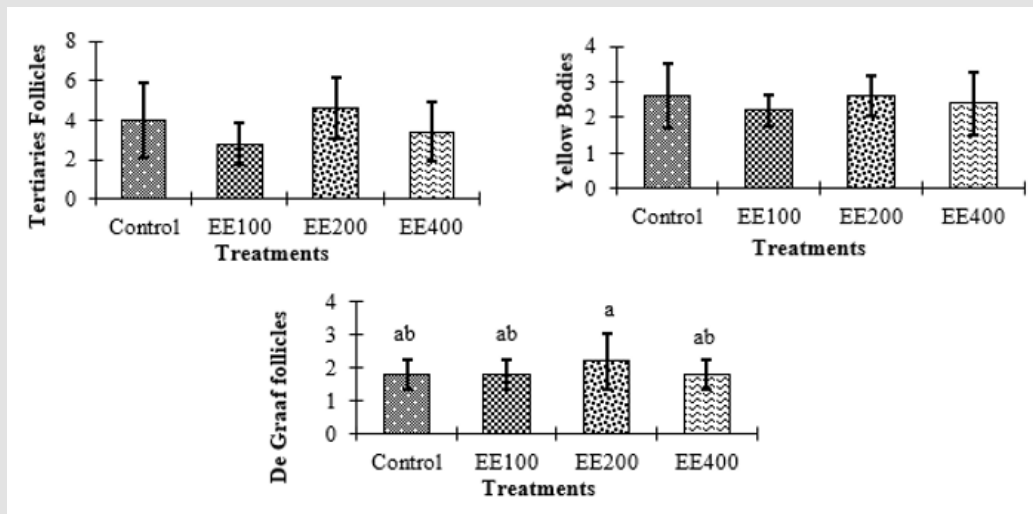 Tertiaries Follicles
8
6
4
2
0
Control EE100 EE200 EE400
Treatments
Yellow Bodies
4
3
2
1
0
Control EE100 EE200 EE400
Treatments
De Graaf follicles
4
3
2
1
0
ab ab a ab
Control EE100 EE200 EE400
Treatments